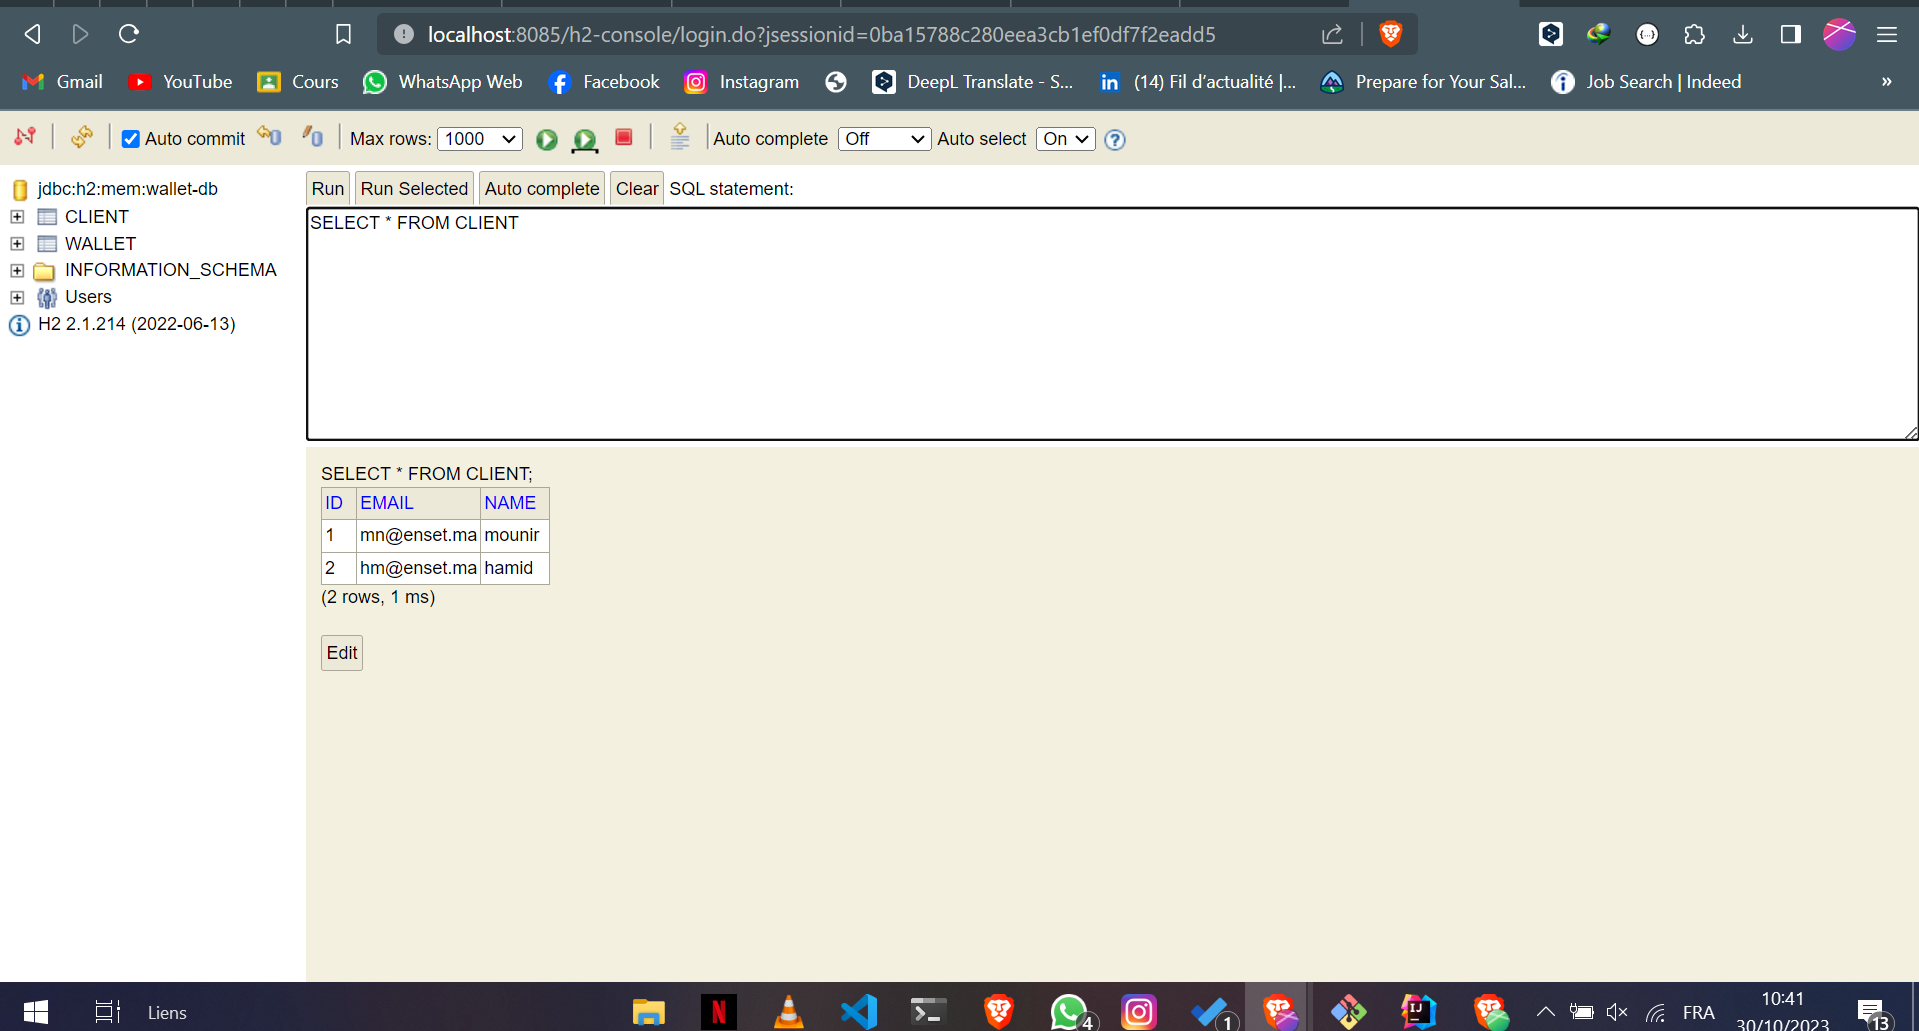 localhost:8085/h2-console/login.do?jsessionid=0ba15788c280eea3cb1ef0df7f2eadd5
Gmail YouTube Cours WhatsApp Web Facebook Instagram DeepL Translate - S... (14) Fil d'actualité |... Prepare for Your Sal... Job Search | Indeed »
Auto commit Max rows: 1000 Auto complete Off Auto select On
jdbc:h2:mem:wallet-db
CLIENT
WALLET
INFORMATION_SCHEMA
Users
H2 2.1.214 (2022-06-13)
Run Run Selected Auto complete Clear SQL statement:
SELECT * FROM CLIENT
SELECT * FROM CLIENT;
ID EMAIL NAME
1 mn@enset.ma mounir
2 hm@enset.ma hamid
(2 rows, 1 ms)
Edit
Liens 4 1 FRA 10:41
30/10/2023 13